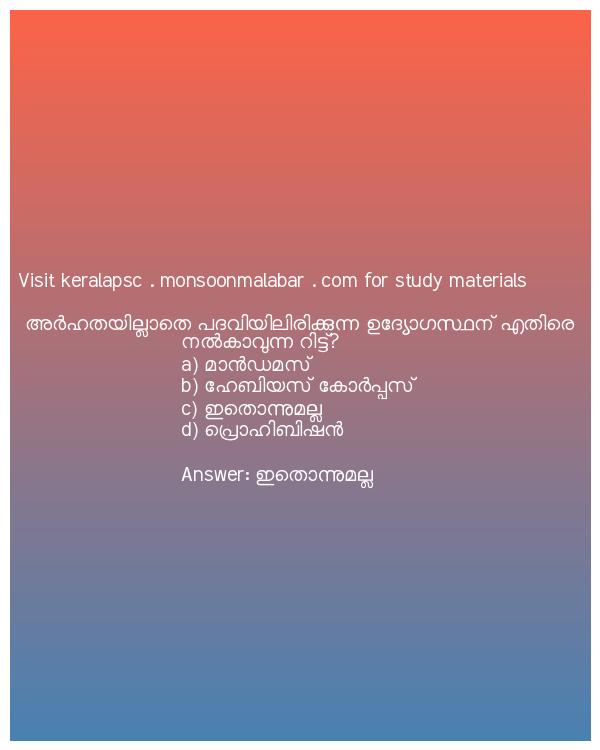 Visit keralapsc . monsoonmalabar . com for study materials
അർഹതയില്ലാതെ പദവിയിലിരിക്കുന്ന ഉദ്യോഗസ്ഥന് എതിരെ
നൽകാവുന്ന റിട്ട്?
a) മാൻഡമസ്
b) ഹേബിയസ് കോർപ്പസ്
c) ഇതൊന്നുമല്ല
d) പ്രൊഹിബിഷൻ
Answer: ഇതൊന്നുമല്ല